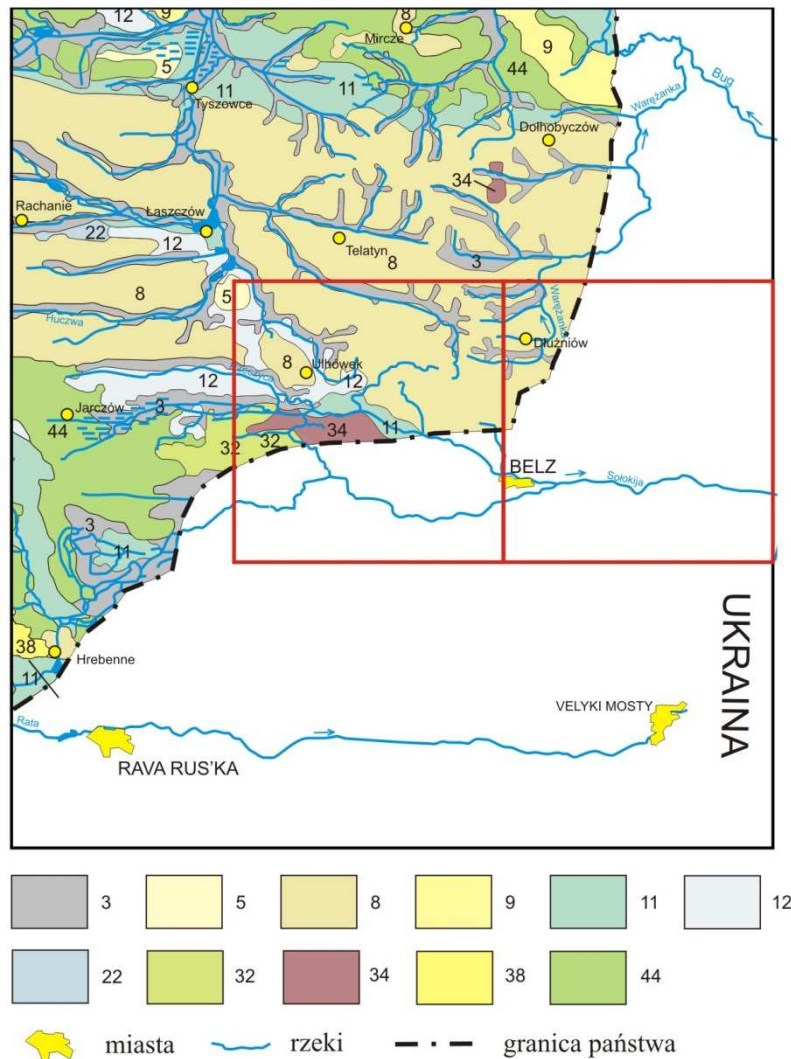 12
9
8
Mircze
9
5
44
11
11
Tyszowce
Bug
Warężanka
Dołhobyczów
34
Rachanie
22
Łaszczów
12
Telatyn
8
3
8
5
Huczwa
Warężanka
Dłużniów
8
Ulhówek
12
12
Jarczów
3
44
32
32
34
11
BELZ
Sołokija
3
11
UKRAINA
38
Hrebenne
11
Rata
VELYKI MOSTY
RAVA RUS'KA
3
5
8
9
11
12
22
32
34
38
44
miasta
rzeki
granica państwa